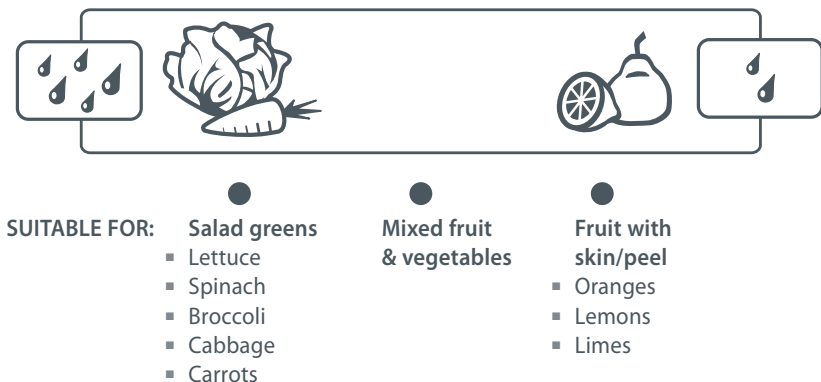 SUITABLE FOR:
Salad greens
▪ Lettuce
▪ Spinach
▪ Broccoli
▪ Cabbage
▪ Carrots
Mixed fruit
& vegetables
Fruit with
skin/peel
▪ Oranges
▪ Lemons
▪ Limes